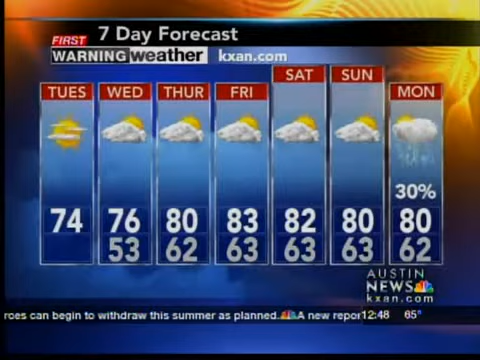 FIRST 7 Day Forecast
WARNING weather kxan.com
SAT SUN
TUES WED THUR FRI MON
30%
74 76 80 83 82 80 80
53 62 63 63 63 62
AUSTIN
NEWS
kxan.com
roes can begin to withdraw this summer as planned. A new repor 12:48 65°